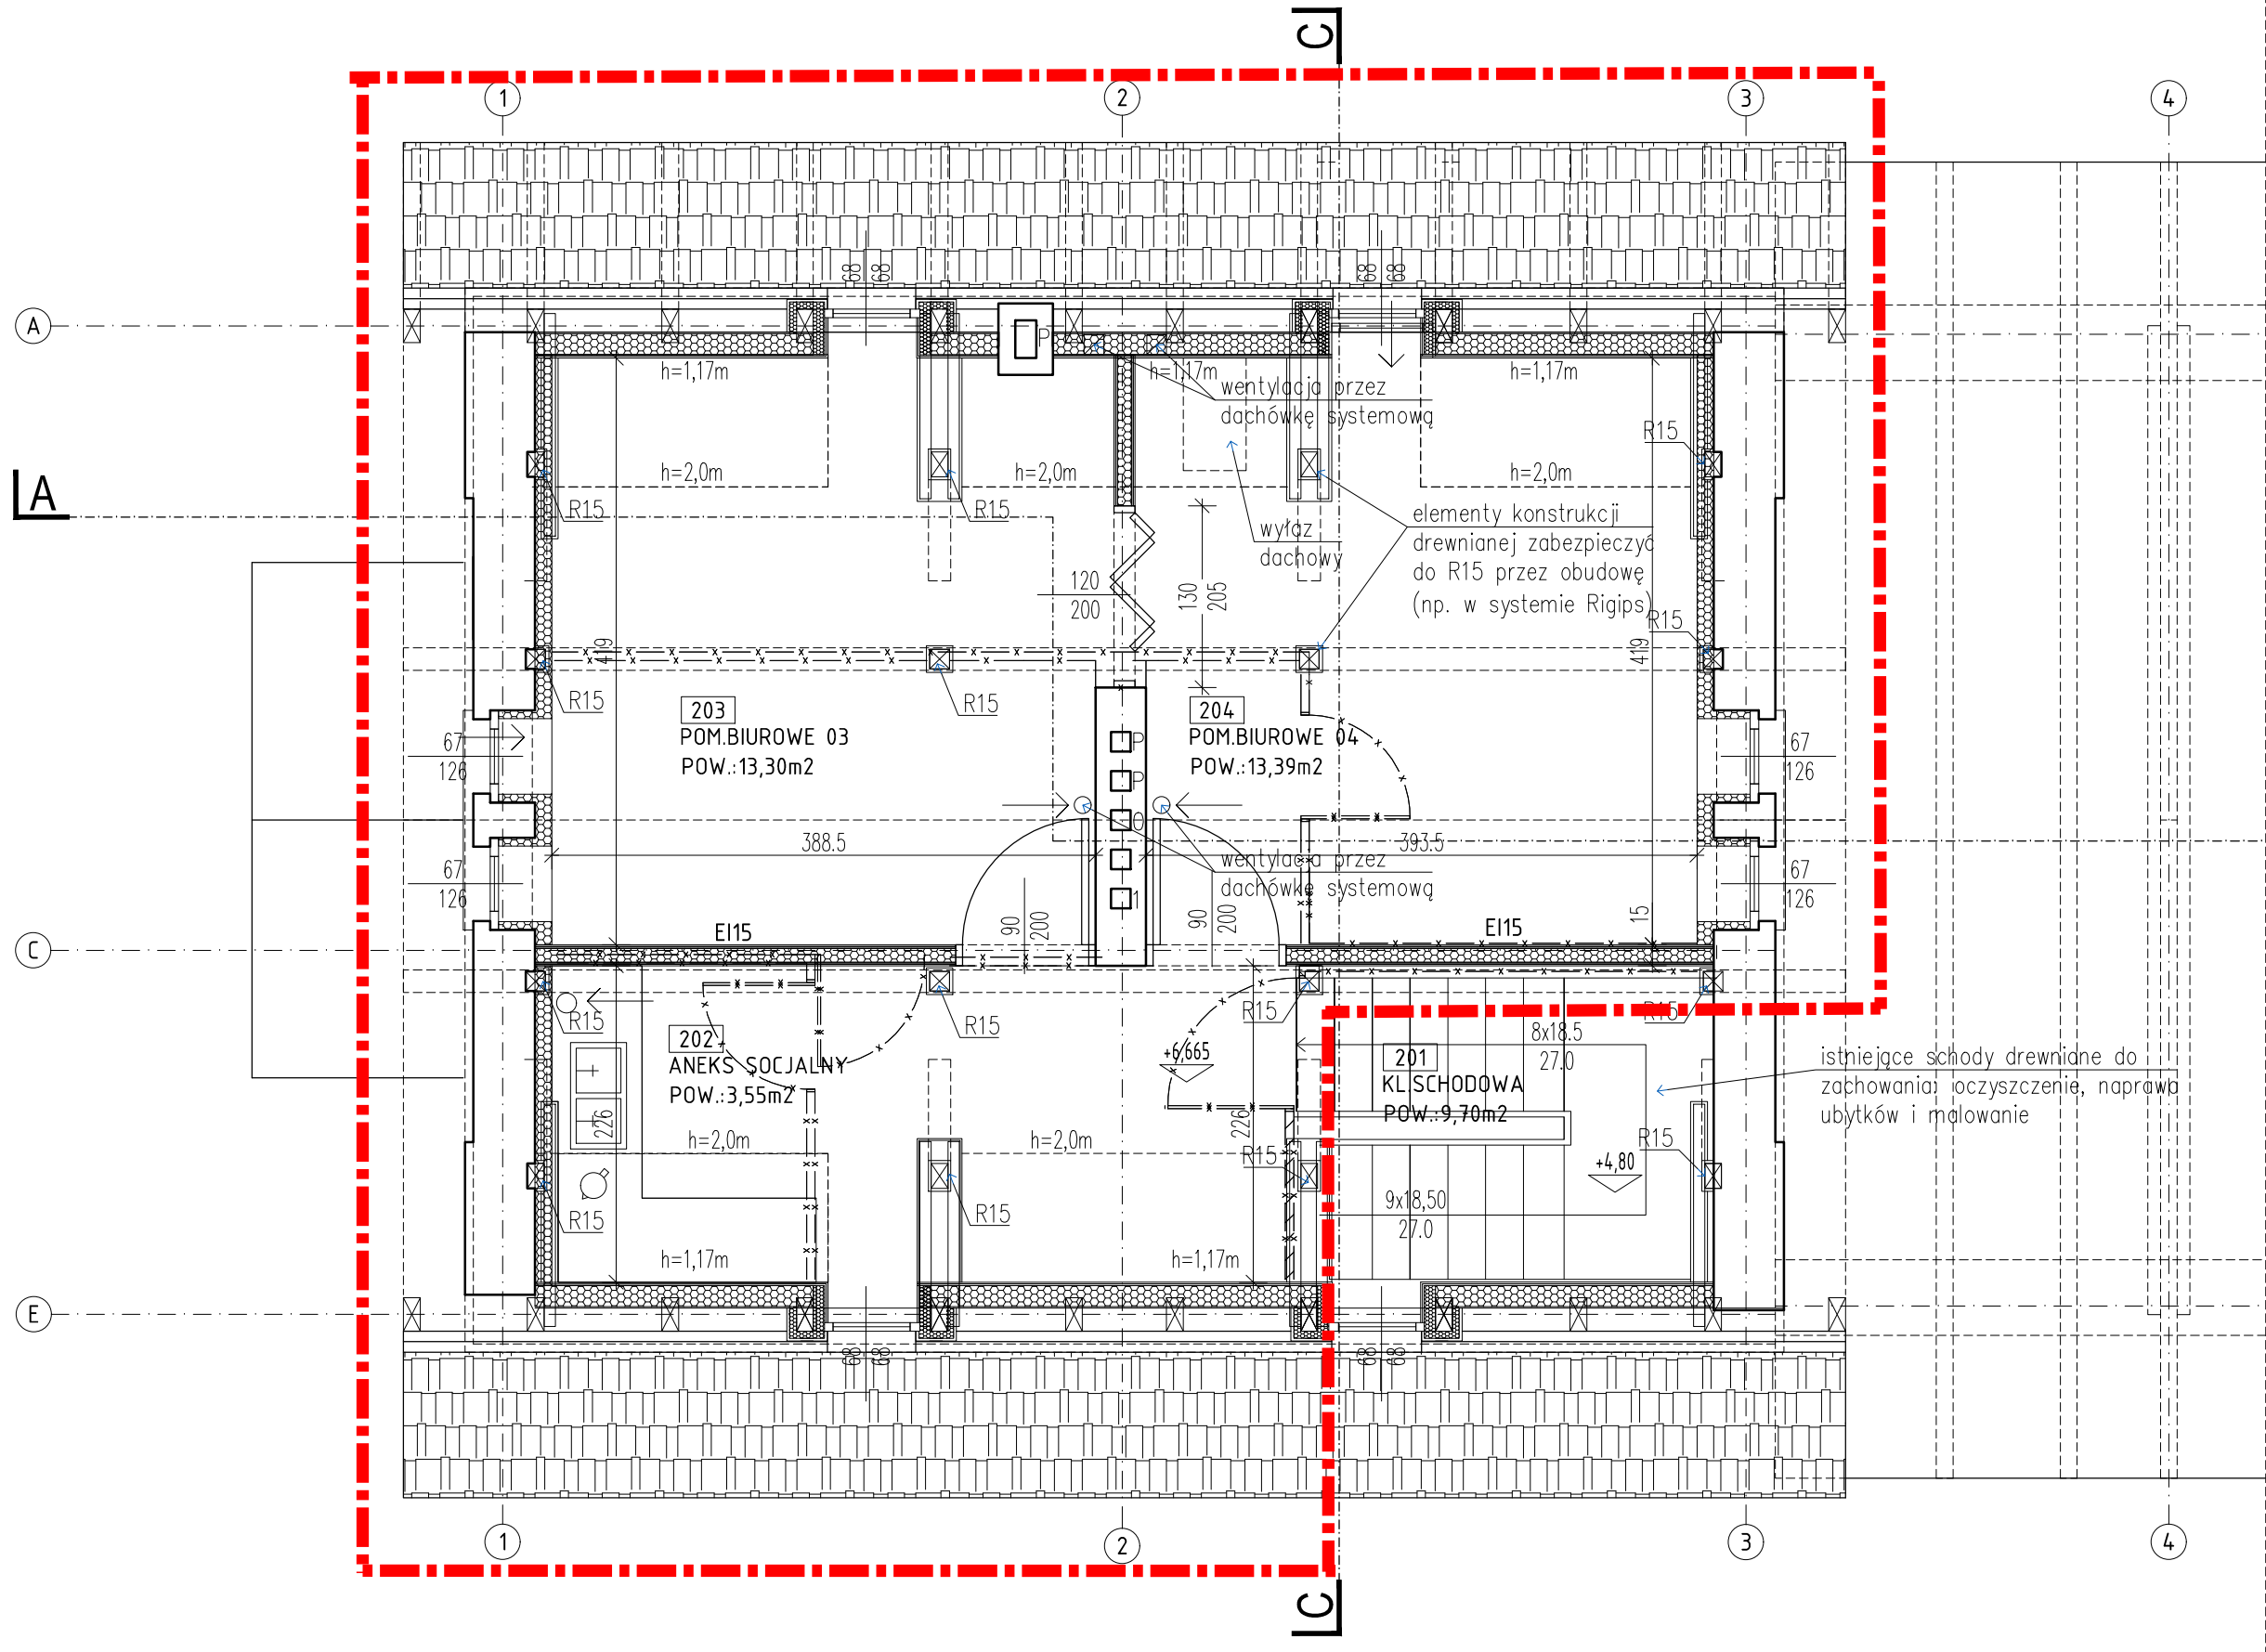 C
1
2
3
4
68
68
68
68
A
P
h=1,17m
h=1,17m
h=1,17m
wentylacja przez
dachówkę systemową
R15
h=2,0m
h=2,0m
h=2,0m
A
R15
R15
wyłaz
dachowy
elementy konstrukcji
drewnianej zabezpieczyć
do R15 przez obudowę
(np. w systemie Rigips)
120
200
130
205
R15
419
419
R15
R15
203
POM.BIUROWE 03
POW.:13,30m2
204
POM.BIUROWE 04
POW.:13,39m2
67
126
P
P
0
1
67
126
388.5
393.5
wentylacja przez
dachówkę systemową
67
126
67
126
90
200
90
200
15
EI15
EI15
C
R15
R15
R15
R15
202
ANEKS SOCJALNY
POW.:3,55m2
+6,665
8x18.5
27.0
201
KL.SCHODOWA
POW.:9,70m2
istniejące schody drewniane do
zachowania: oczyszczenie, naprawa
ubytków i malowanie
226
226
h=2,0m
h=2,0m
R15
R15
+4,80
9x18,50
27.0
R15
R15
h=1,17m
h=1,17m
E
68
68
68
68
1
2
3
4
C